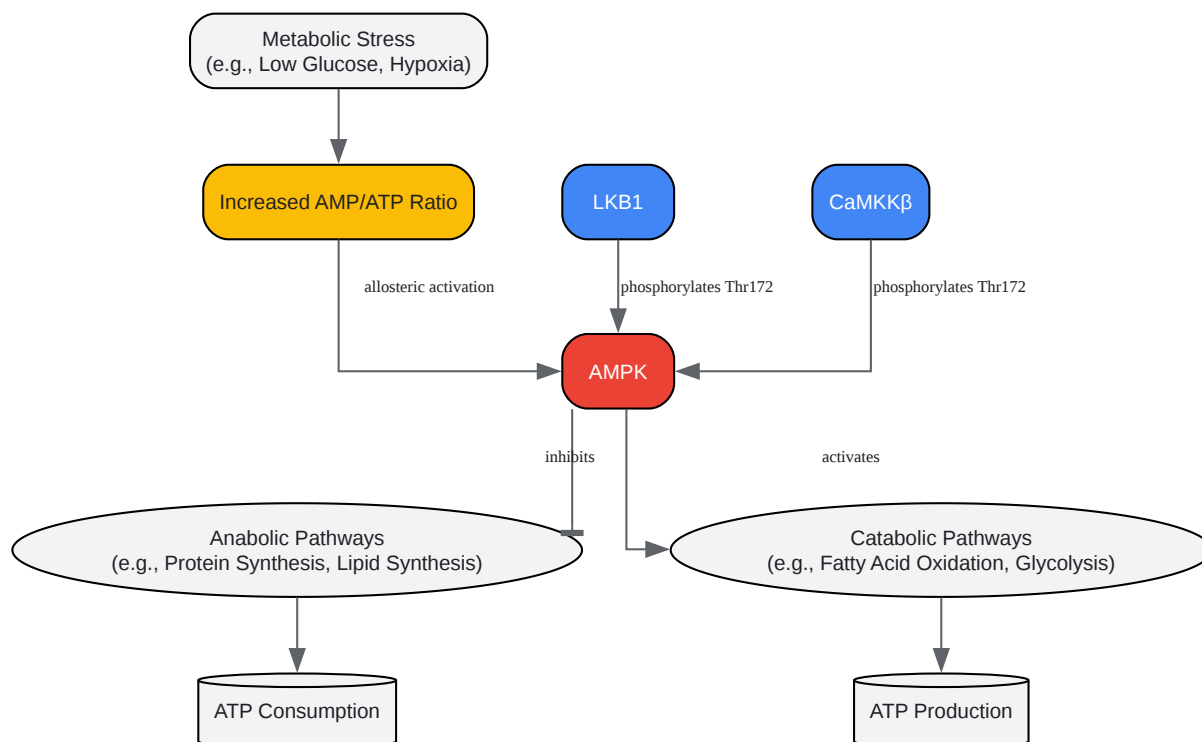 Metabolic Stress
(e.g., Low Glucose, Hypoxia)
Increased AMP/ATP Ratio
LKB1
CaMKKβ
allosteric activation
phosphorylates Thr172
phosphorylates Thr172
AMPK
inhibits
activates
Anabolic Pathways
(e.g., Protein Synthesis, Lipid Synthesis)
Catabolic Pathways
(e.g., Fatty Acid Oxidation, Glycolysis)
ATP Consumption
ATP Production